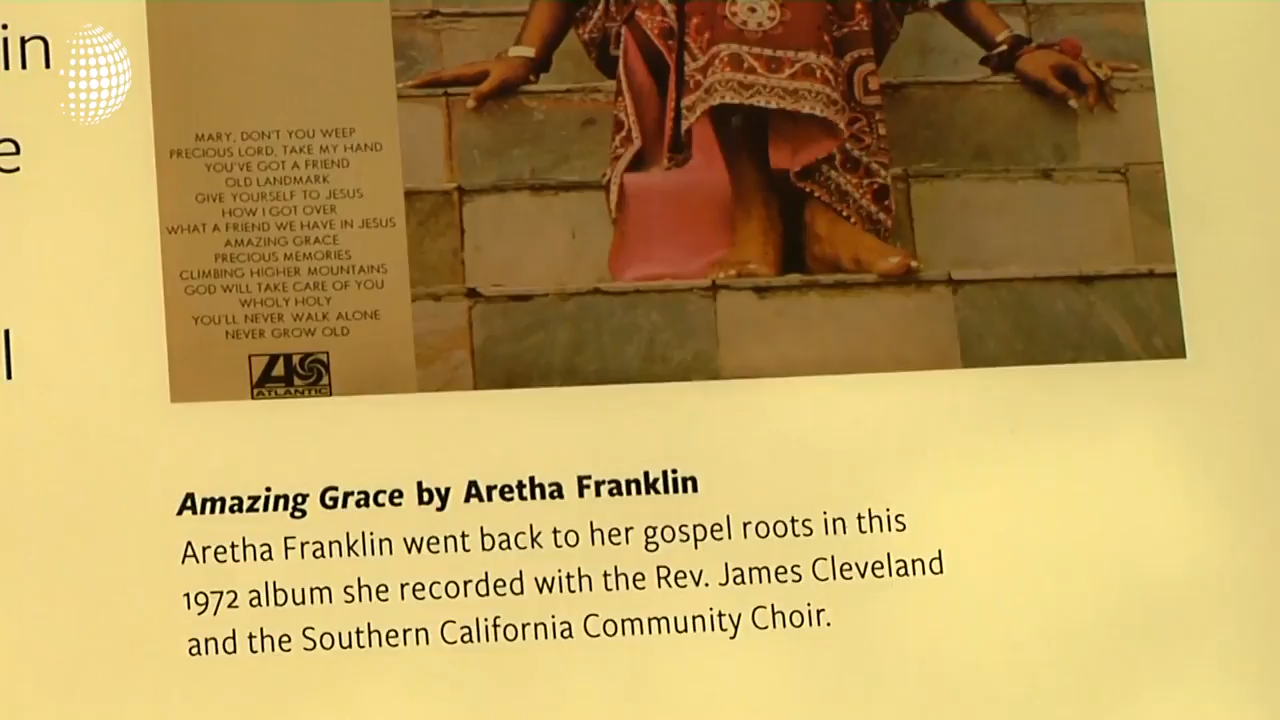 in
e
l
MARY, DON'T YOU WEEP
PRECIOUS LORD, TAKE MY HAND
YOU'VE GOT A FRIEND
OLD LANDMARK
GIVE YOURSELF TO JESUS
HOW I GOT OVER
WHAT A FRIEND WE HAVE IN JESUS
AMAZING GRACE
PRECIOUS MEMORIES
CLIMBING HIGHER MOUNTAINS
GOD WILL TAKE CARE OF YOU
WHOLY HOLY
YOU'LL NEVER WALK ALONE
NEVER GROW OLD
ATLANTIC
Amazing Grace by Aretha Franklin
Aretha Franklin went back to her gospel roots in this
1972 album she recorded with the Rev. James Cleveland
and the Southern California Community Choir.